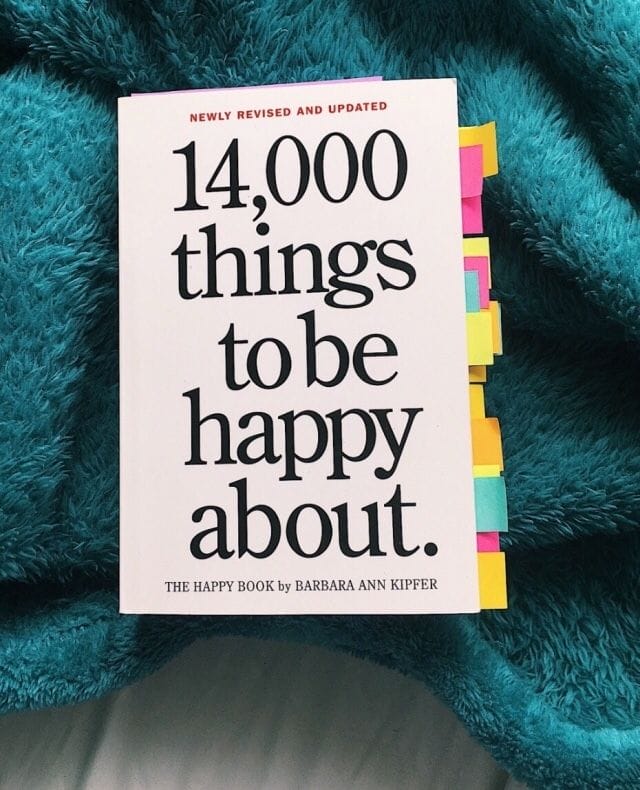 NEWLY REVISED AND UPDATED
14,000
things
to be
happy
about.
THE HAPPY BOOK by BARBARA ANN KIPFER